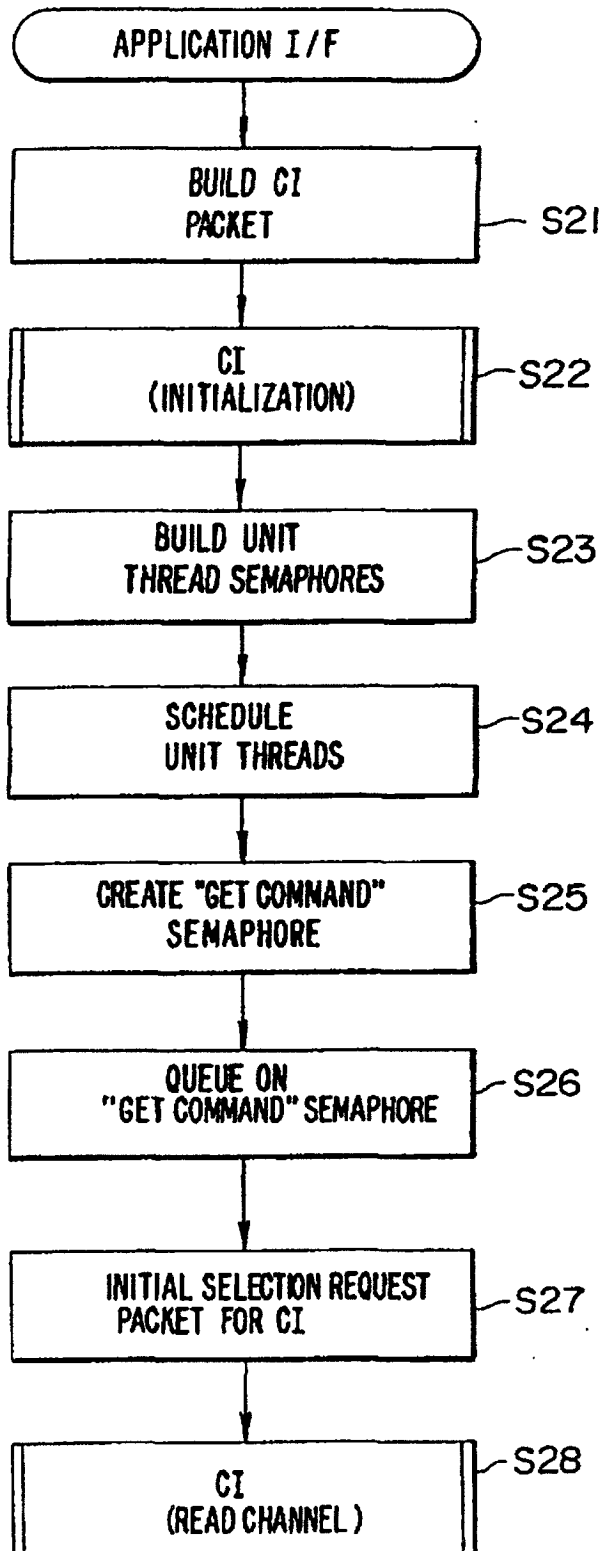 APPLICATION I/F
BUILD CI
PACKET
S21
CI
(INITIALIZATION)
S22
BUILD UNIT
THREAD SEMAPHORES
S23
SCHEDULE
UNIT THREADS
S24
CREATE "GET COMMAND"
SEMAPHORE
S25
QUEUE ON
"GET COMMAND" SEMAPHORE
S26
INITIAL SELECTION REQUEST
PACKET FOR CI
S27
CI
(READ CHANNEL)
S28